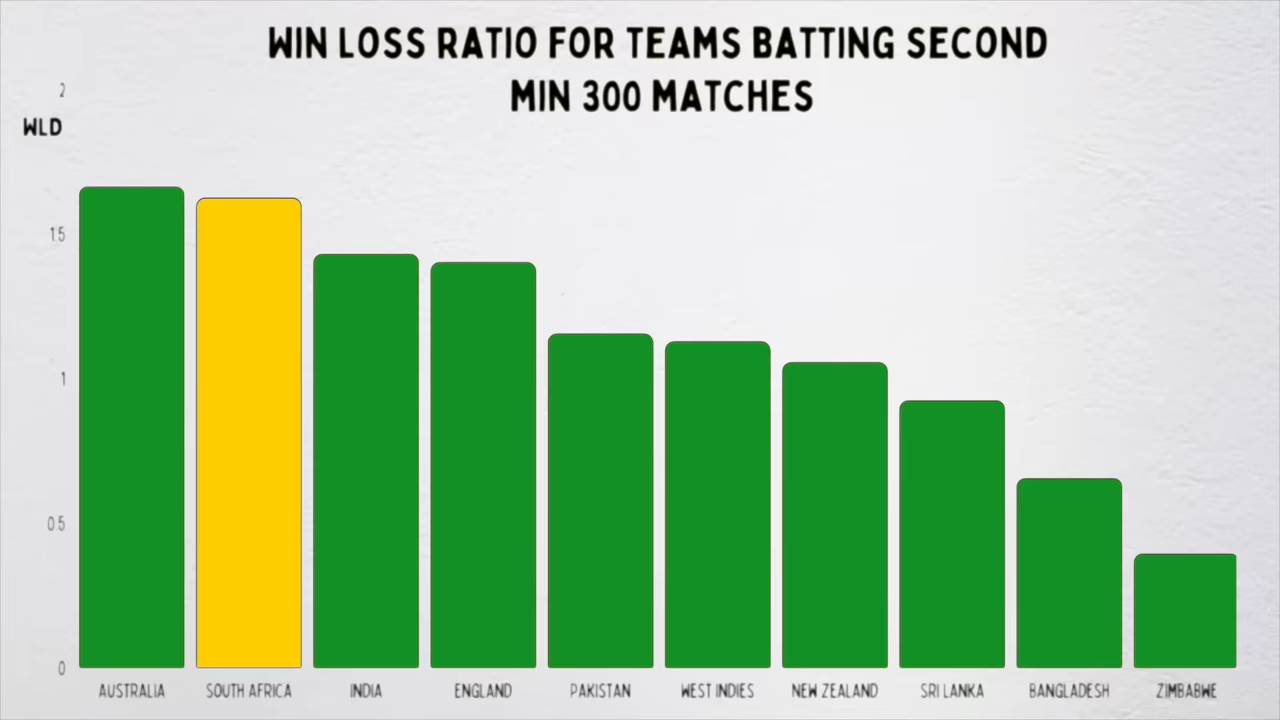 WIN LOSS RATIO FOR TEAMS BATTING SECOND
MIN 300 MATCHES
2
WLD
1.5
1
0.5
0
AUSTRALIA
SOUTH AFRICA
INDIA
ENGLAND
PAKISTAN
WEST INDIES
NEW ZEALAND
SRI LANKA
BANGLADESH
ZIMBABWE